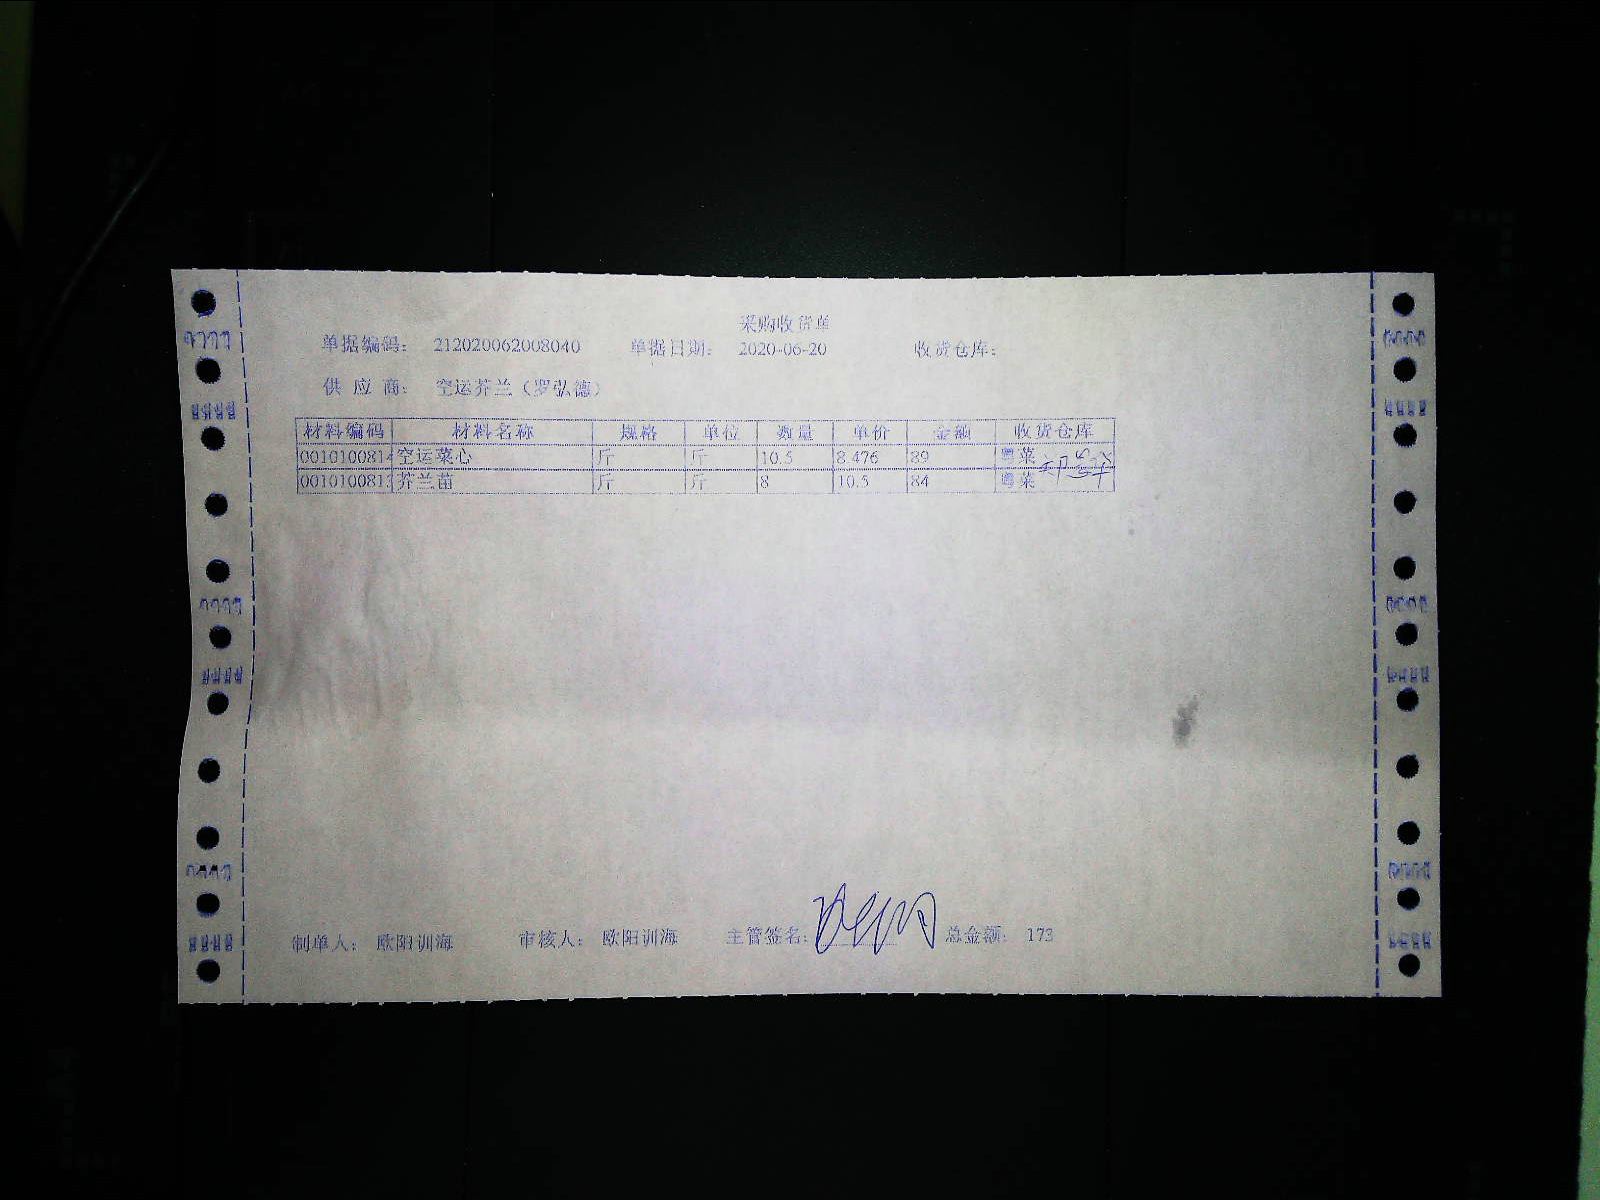 采购收货单
单据编码： 212020062008040 单据日期： 2020-06-20 收货仓库：
供 应 商： 空运芥兰（罗弘德）
材料编码 材料名称 规格 单位 数量 单价 金额 收货仓库
0010100814 空运菜心 斤 斤 10.5 8.476 89 粤菜
0010100813 芥兰苗 斤 斤 8 10.5 84 粤菜
制单人： 欧阳训海 审核人： 欧阳训海 主管签名： 总金额： 173